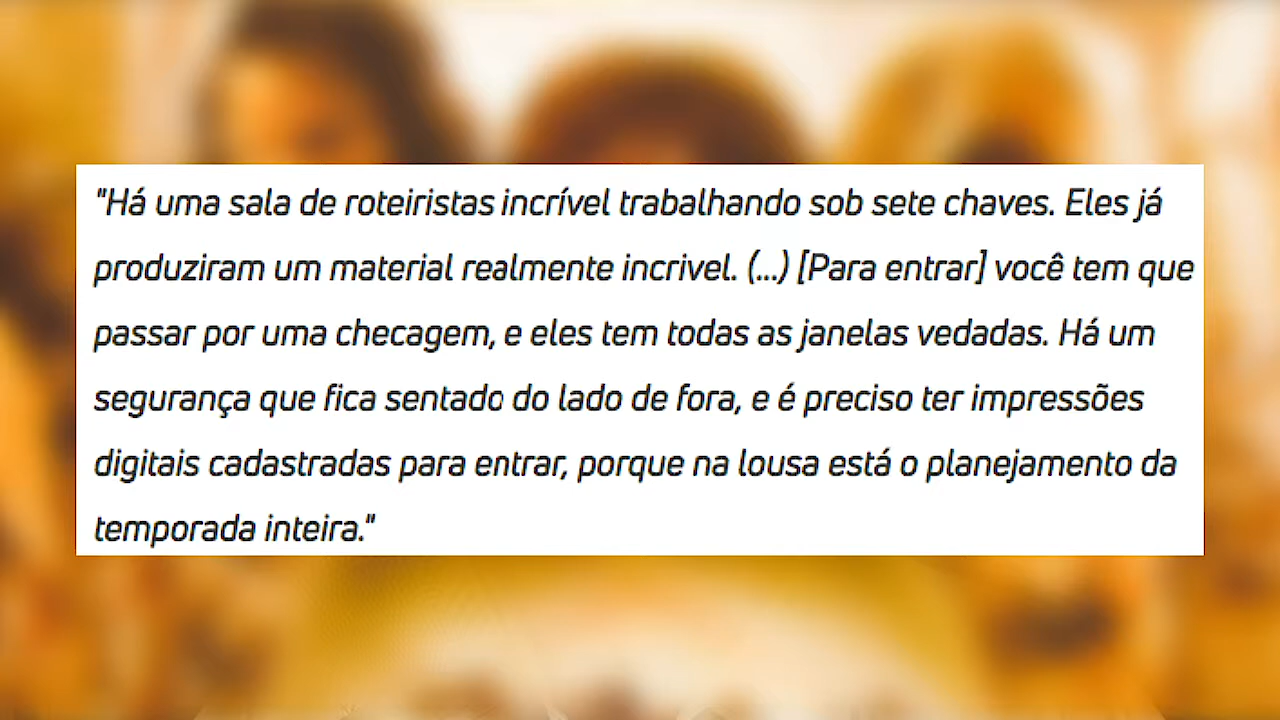 "Há uma sala de roteiristas incrível trabalhando sob sete chaves. Eles já
produziram um material realmente incrivel. (...) [Para entrar] você tem que
passar por uma checagem, e eles tem todas as janelas vedadas. Há um
segurança que fica sentado do lado de fora, e é preciso ter impressões
digitais cadastradas para entrar, porque na lousa está o planejamento da
temporada inteira."